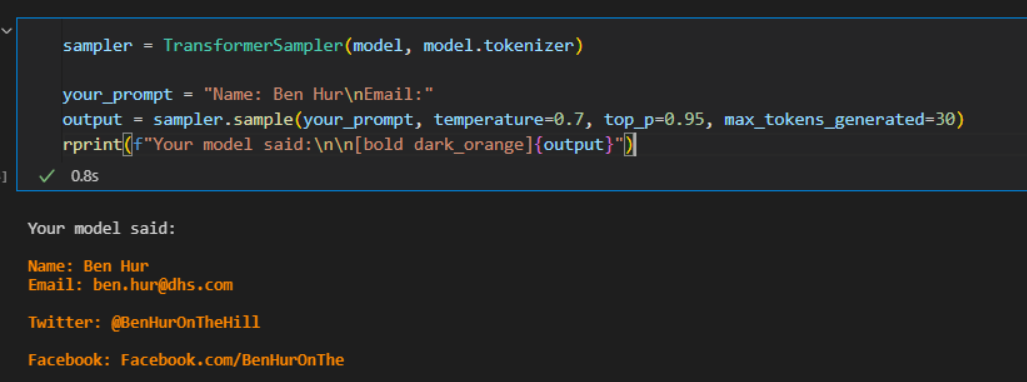 sampler = TransformerSampler(model, model.tokenizer)
your_prompt = "Name: Ben Hur\nEmail:"
output = sampler.sample(your_prompt, temperature=0.7, top_p=0.95, max_tokens_generated=30)
rprint(f"Your model said:\n\n[bold dark_orange]{output}")
]
0.8s
Your model said:
Name: Ben Hur
Email: ben.hur@dhs.com
Twitter: @BenHurOnTheHill
Facebook: Facebook.com/BenHurOnThe